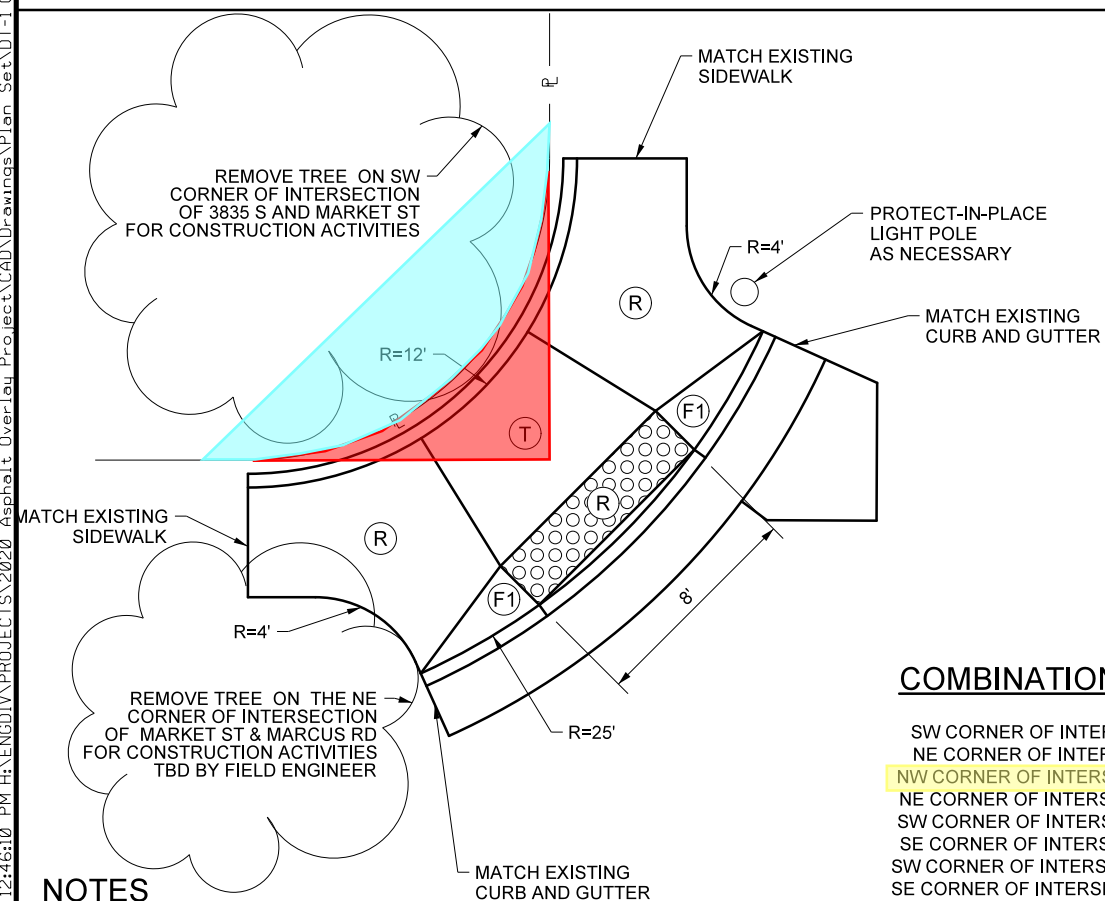 12:46:10 PM H:\ENGDIV\PROJECTS\2020 Asphalt Overlay Project\CAD\Drawings\Plan Set\DT-1
MATCH EXISTING
SIDEWALK
PL
REMOVE TREE ON SW
CORNER OF INTERSECTION
OF 3835 S AND MARKET ST
FOR CONSTRUCTION ACTIVITIES
PROTECT-IN-PLACE
LIGHT POLE
AS NECESSARY
R=4'
R
MATCH EXISTING
CURB AND GUTTER
R=12'
PL
F1
T
R
MATCH EXISTING
SIDEWALK
R
F1
8'
R=4'
REMOVE TREE ON THE NE
CORNER OF INTERSECTION
OF MARKET ST & MARCUS RD
FOR CONSTRUCTION ACTIVITIES
TBD BY FIELD ENGINEER
R=25'
COMBINATION
SW CORNER OF INTER
NE CORNER OF INTER
NW CORNER OF INTERS
NE CORNER OF INTERS
SW CORNER OF INTERS
SE CORNER OF INTERS
SW CORNER OF INTERS
SE CORNER OF INTERSE
MATCH EXISTING
CURB AND GUTTER
NOTES